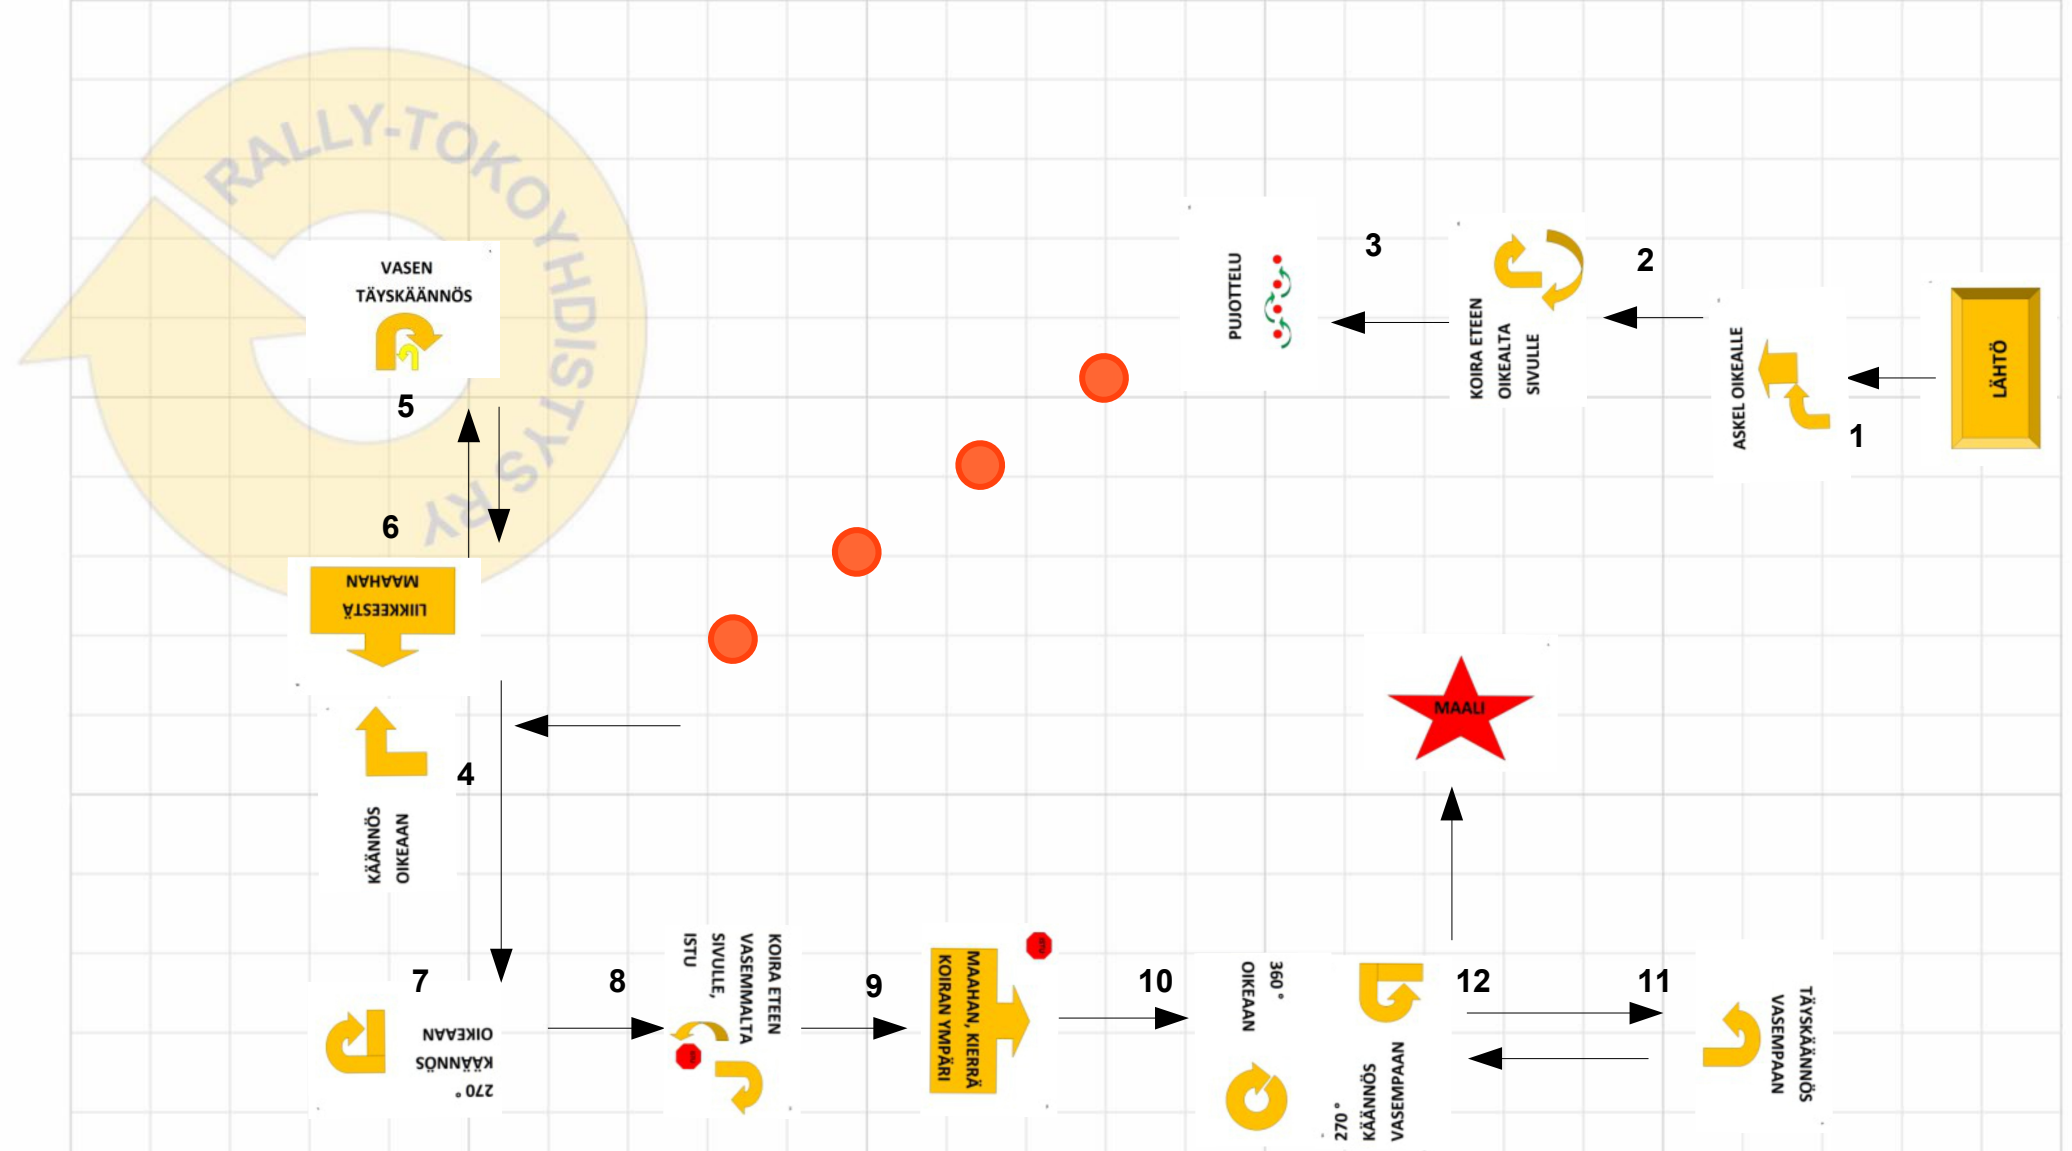 RALLY-TOKOYHDISTYS RY
LÄHTÖ
1
ASKEL OIKEALLE
2
KOIRA ETEEN
OIKEALTA
SIVULLE
3
PUJOTTELU
4
KÄÄNNÖS
OIKEAAN
5
VASEN
TÄYSKÄÄNNÖS
6
LIIKKEESTÄ
MAAHAN
7
270°
KÄÄNNÖS
OIKEAAN
8
KOIRA ETEEN
VASEMMALTA
SIVULLE,
ISTU
9
MAAHAN, KIERRÄ
KOIRAN YMPÄRI
10
360°
OIKEAAN
11
TÄYSKÄÄNNÖS
VASEMPAAN
12
270°
KÄÄNNÖS
VASEMPAAN
MAALI